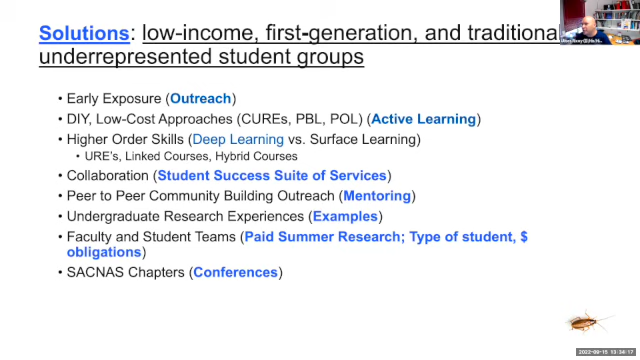 Solutions: low-income, first-generation, and traditional
underrepresented student groups
• Early Exposure (Outreach)
• DIY, Low-Cost Approaches (CUREs, PBL, POL) (Active Learning)
• Higher Order Skills (Deep Learning vs. Surface Learning)
• URE's, Linked Courses, Hybrid Courses
• Collaboration (Student Success Suite of Services)
• Peer to Peer Community Building Outreach (Mentoring)
• Undergraduate Research Experiences (Examples)
• Faculty and Student Teams (Paid Summer Research; Type of student, $
obligations)
• SACNAS Chapters (Conferences)
13:34:17